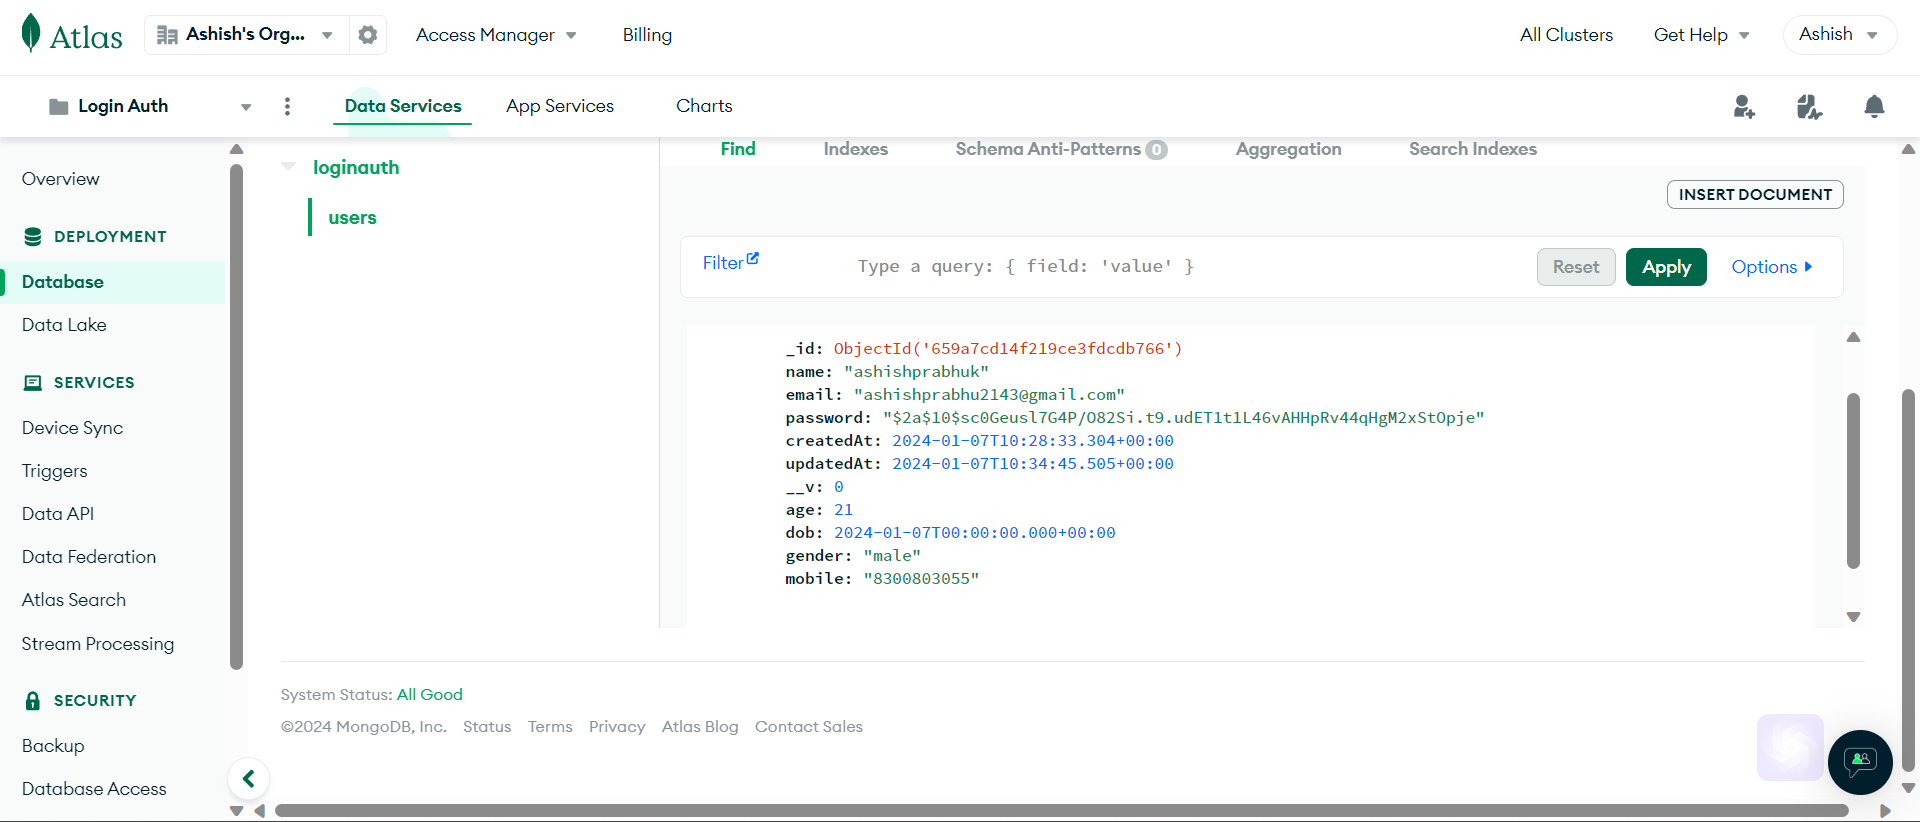 Atlas
Ashish's Org...
Access Manager
Billing
All Clusters
Get Help
Ashish
Login Auth
Data Services
App Services
Charts
Overview
DEPLOYMENT
Database
Data Lake
SERVICES
Device Sync
Triggers
Data API
Data Federation
Atlas Search
Stream Processing
SECURITY
Backup
Database Access
loginauth
users
Find
Indexes
Schema Anti-Patterns 0
Aggregation
Search Indexes
INSERT DOCUMENT
Filter
Type a query: { field: 'value' }
Reset
Apply
Options
_id: ObjectId('659a7cd14f219ce3fdcdb766')
name: "ashishprabhuk"
email: "ashishprabhu2143@gmail.com"
password: "$2a$10$sc0Geusl7G4P/O82Si.t9.udET1t1L46vAHHpRv44qHgM2xStOpje"
createdAt: 2024-01-07T10:28:33.304+00:00
updatedAt: 2024-01-07T10:34:45.505+00:00
__v: 0
age: 21
dob: 2024-01-07T00:00:00.000+00:00
gender: "male"
mobile: "8300803055"
System Status: All Good
©2024 MongoDB, Inc. Status Terms Privacy Atlas Blog Contact Sales